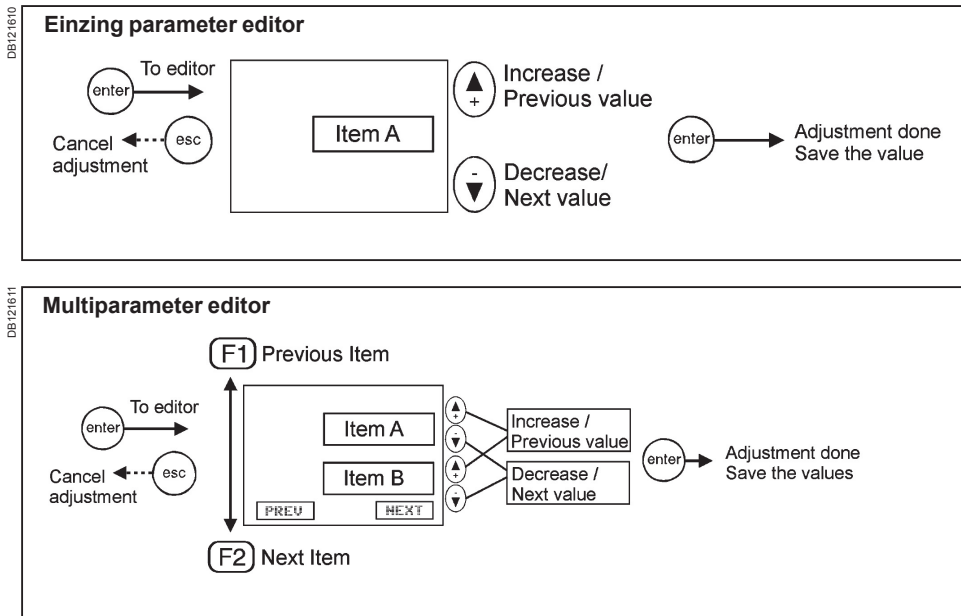 DB121610
Einzing parameter editor
To editor
enter
Cancel
adjustment
esc
Item A
+
Increase /
Previous value
-
Decrease/
Next value
enter
Adjustment done
Save the value
DB121611
Multiparameter editor
F1 Previous Item
To editor
enter
Cancel
adjustment
esc
Item A
Item B
PREV NEXT
+
-
+
-
Increase /
Previous value
Decrease /
Next value
enter
Adjustment done
Save the values
F2 Next Item